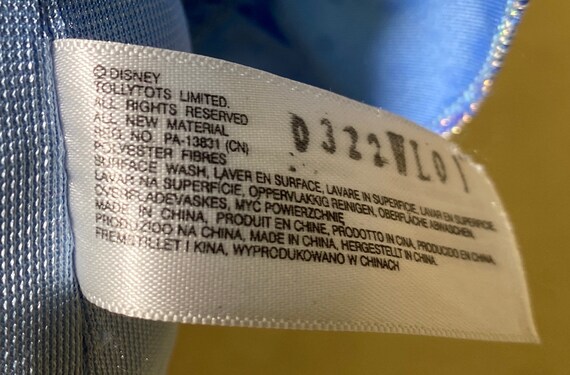 © DISNEY
TOLLYTOTS LIMITED.
ALL RIGHTS RESERVED
ALL NEW MATERIAL
REG. NO. PA-13831 (CN)
POLYESTER FIBRES
SURFACE WASH, LAVER EN SURFACE, LAVARE IN SUPERFICIE, LAVAR EN SUPERFICIE,
LAVAR NA SUPERFÍCIE, OPPERVLAKKIG REINIGEN, OBERFLÄCHE ABWASCHEN,
OVERFLADEVASKES, MYC POWIERZCHNIE
MADE IN CHINA, PRODUIT EN CHINE, PRODOTTO IN CINA, PRODUCIDO EN CHINA,
PRODUZIDO NA CHINA, MADE IN CHINA, HERGESTELLT IN CHINA,
FREMSTILLET I KINA, WYPRODUKOWANO W CHINACH
D322WL01